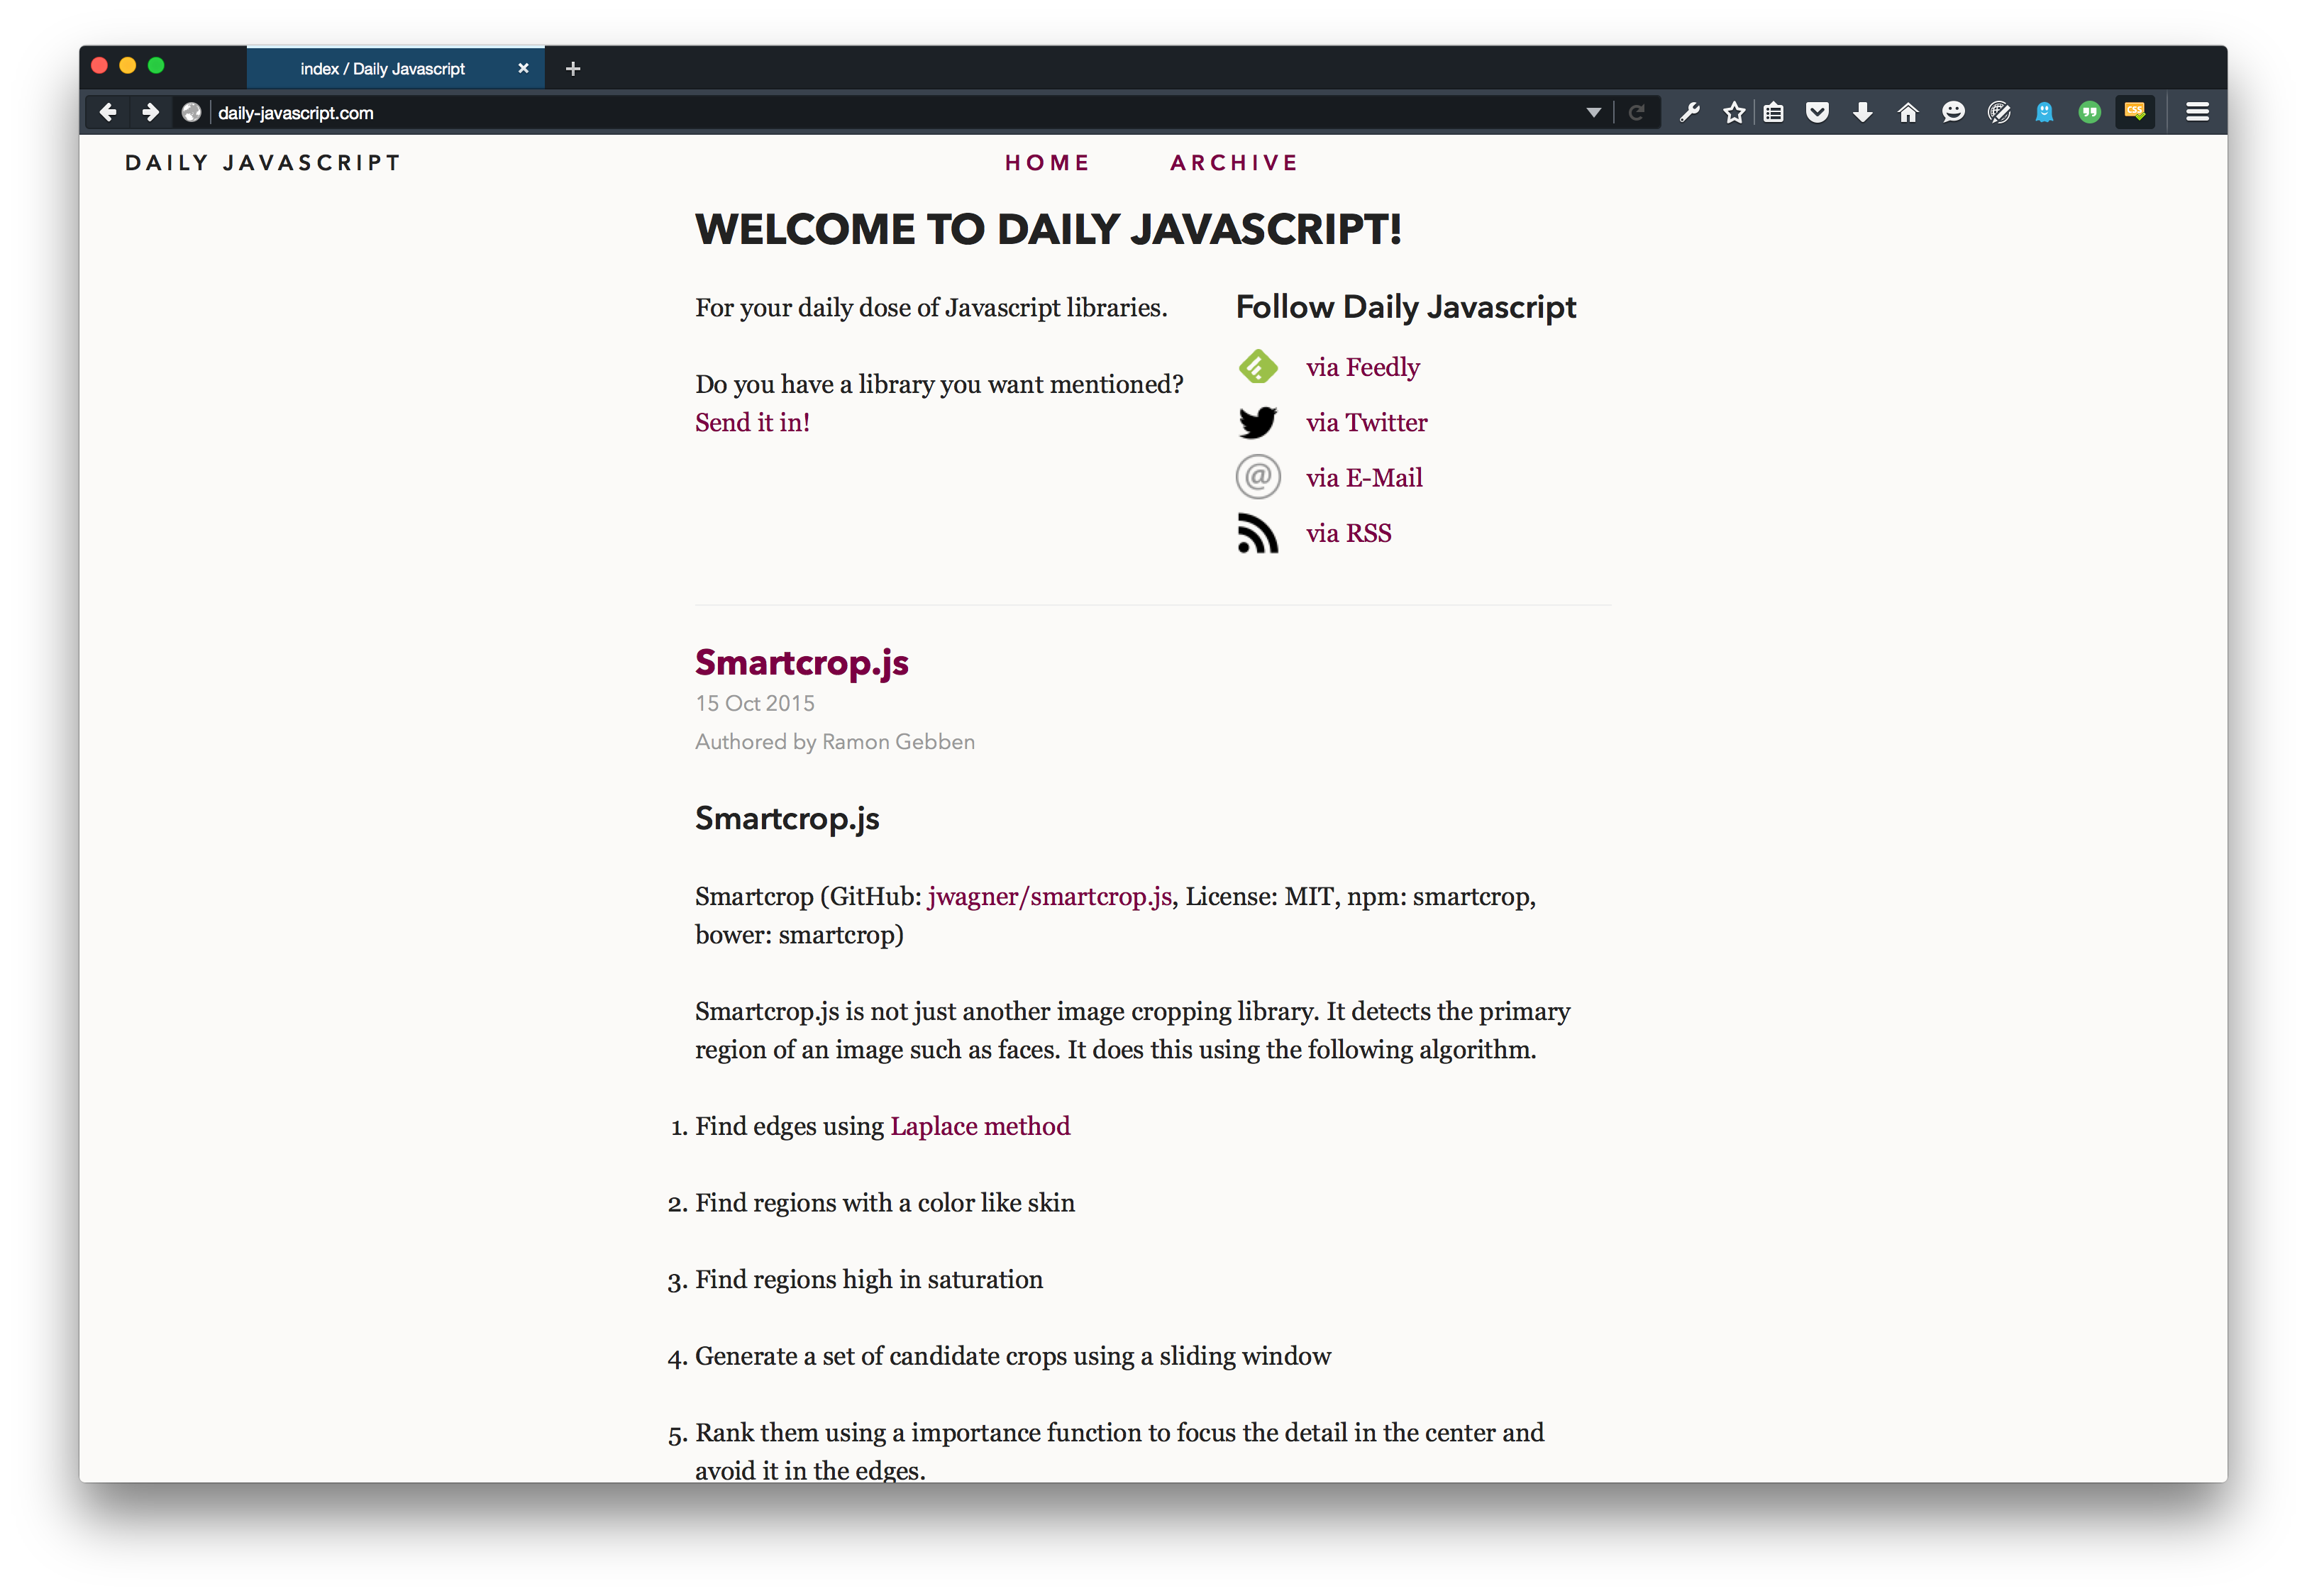 index / Daily Javascript
daily-javascript.com
CSS
DAILY JAVASCRIPT
HOME
ARCHIVE
WELCOME TO DAILY JAVASCRIPT!
For your daily dose of Javascript libraries.
Do you have a library you want mentioned?
Send it in!
Follow Daily Javascript
via Feedly
via Twitter
@ via E-Mail
via RSS
Smartcrop.js
15 Oct 2015
Authored by Ramon Gebben
Smartcrop.js
Smartcrop (GitHub: jwagner/smartcrop.js, License: MIT, npm: smartcrop,
bower: smartcrop)
Smartcrop.js is not just another image cropping library. It detects the primary
region of an image such as faces. It does this using the following algorithm.
1. Find edges using Laplace method
2. Find regions with a color like skin
3. Find regions high in saturation
4. Generate a set of candidate crops using a sliding window
5. Rank them using a importance function to focus the detail in the center and
avoid it in the edges.